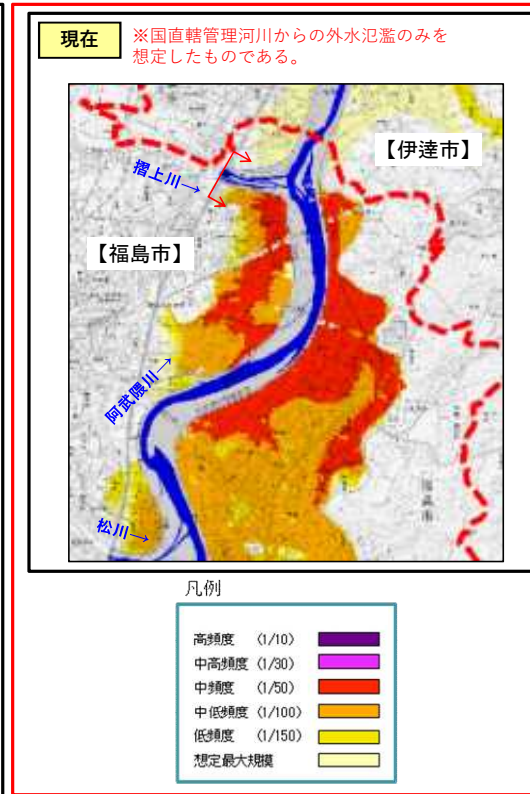 現在
※国直轄管理河川からの外水氾濫のみを
想定したものである。
【伊達市】
摺上川→
【福島市】
阿武隈川→
松川→
凡例
高頻度 (1/10)
中高頻度 (1/30)
中頻度 (1/50)
中低頻度 (1/100)
低頻度 (1/150)
想定最大規模